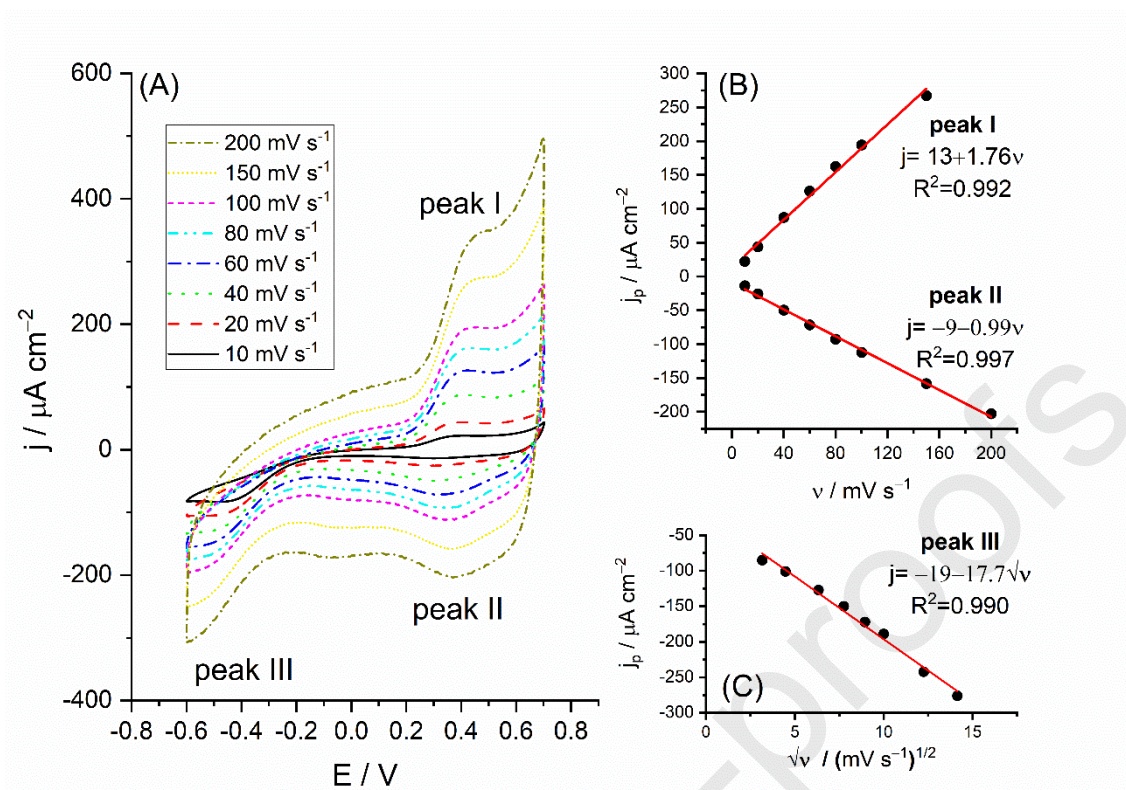 (A)
600
400
200
0
-200
-400
j / μA cm⁻²
200 mV s⁻¹
150 mV s⁻¹
100 mV s⁻¹
80 mV s⁻¹
60 mV s⁻¹
40 mV s⁻¹
20 mV s⁻¹
10 mV s⁻¹
peak I
peak II
peak III
-0.8 -0.6 -0.4 -0.2 0.0 0.2 0.4 0.6 0.8
E / V
(B)
300
250
200
150
100
50
0
-50
-100
-150
-200
jₚ / μA cm⁻²
peak I
j= 13+1.76ν
R²=0.992
peak II
j= −9−0.99ν
R²=0.997
0 40 80 120 160 200
ν / mV s⁻¹
-50
-100
-150
-200
-250
-300
jₚ / μA cm⁻²
peak III
j= −19−17.7√ν
R²=0.990
(C)
0 5 10 15
√ν / (mV s⁻¹)¹ᐟ²
proofs